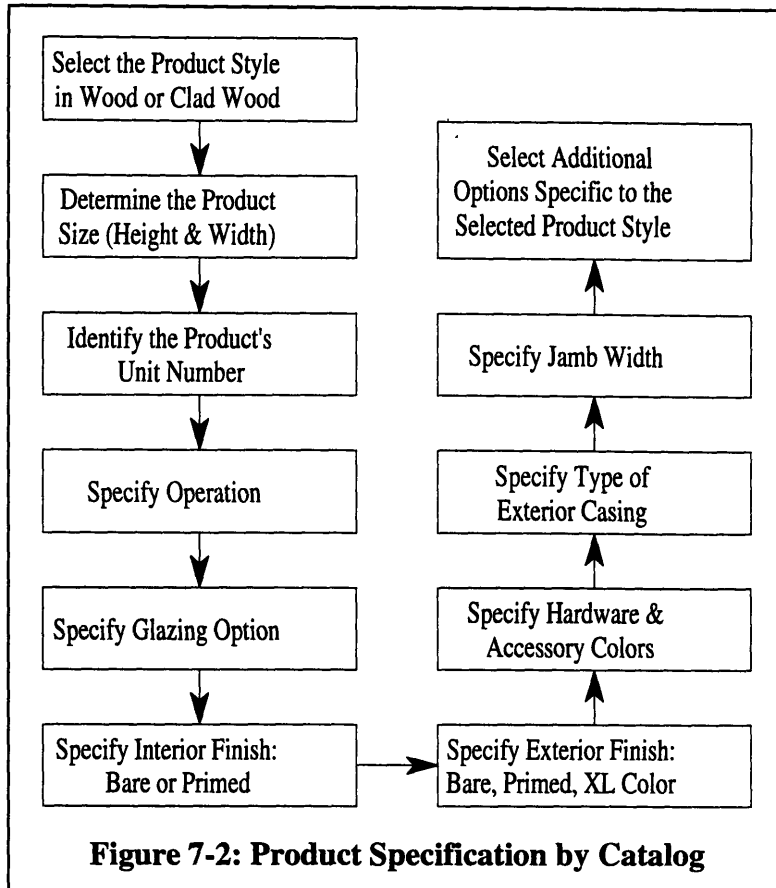 Select the Product Style
in Wood or Clad Wood
Determine the Product
Size (Height & Width)
Identify the Product's
Unit Number
Specify Operation
Specify Glazing Option
Specify Interior Finish:
Bare or Primed
Specify Exterior Finish:
Bare, Primed, XL Color
Specify Hardware &
Accessory Colors
Specify Type of
Exterior Casing
Specify Jamb Width
Select Additional
Options Specific to the
Selected Product Style
Figure 7-2: Product Specification by Catalog